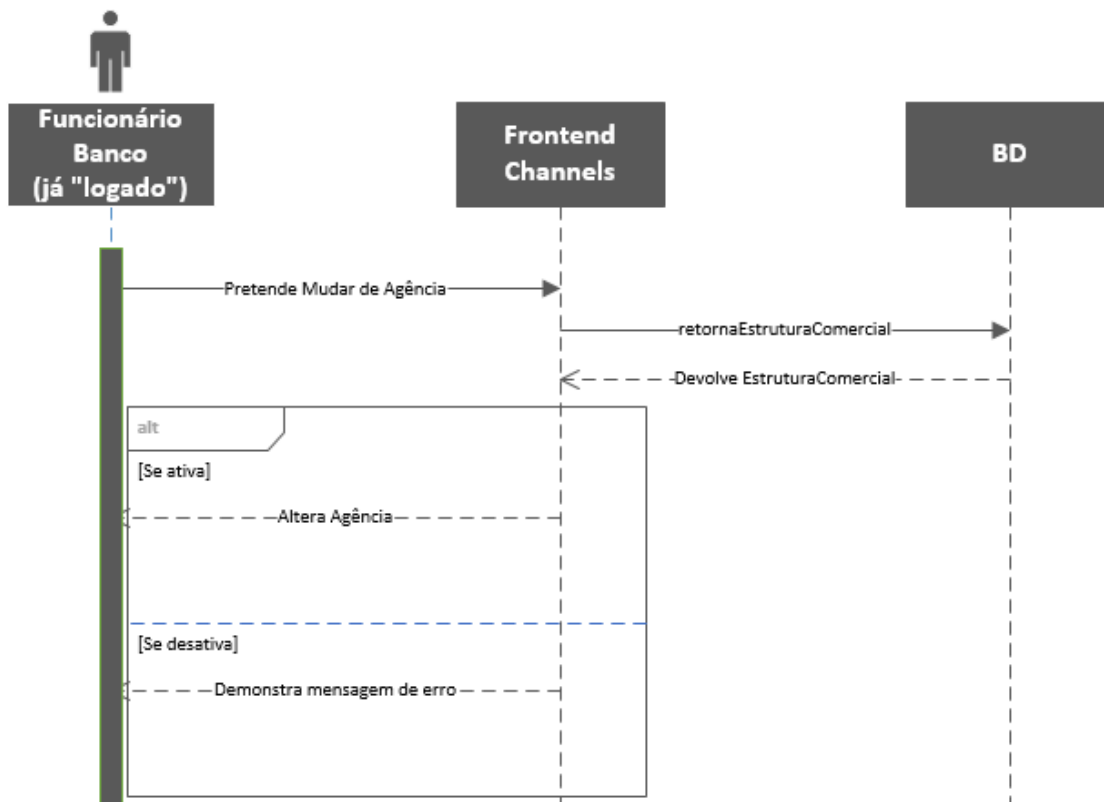 Funcionário
Banco
(já "logado")
Frontend
Channels
BD
Pretende Mudar de Agência
retornaEstruturaComercial
Devolve EstruturaComercial
alt
[Se ativa]
Altera Agência
[Se desativa]
Demonstra mensagem de erro